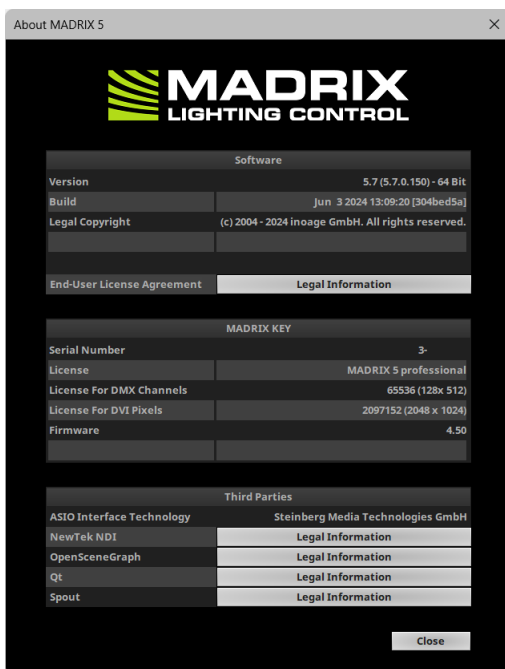 About MADRIX 5
MADRIX
LIGHTING CONTROL
Software
Version 5.7 (5.7.0.150) - 64 Bit
Build Jun 3 2024 13:09:20 [304bed5a]
Legal Copyright (c) 2004 - 2024 inoage GmbH. All rights reserved.
End-User License Agreement Legal Information
MADRIX KEY
Serial Number 3-
License MADRIX 5 professional
License For DMX Channels 65536 (128x 512)
License For DVI Pixels 2097152 (2048 x 1024)
Firmware 4.50
Third Parties
ASIO Interface Technology Steinberg Media Technologies GmbH
NewTek NDI Legal Information
OpenSceneGraph Legal Information
Qt Legal Information
Spout Legal Information
Close